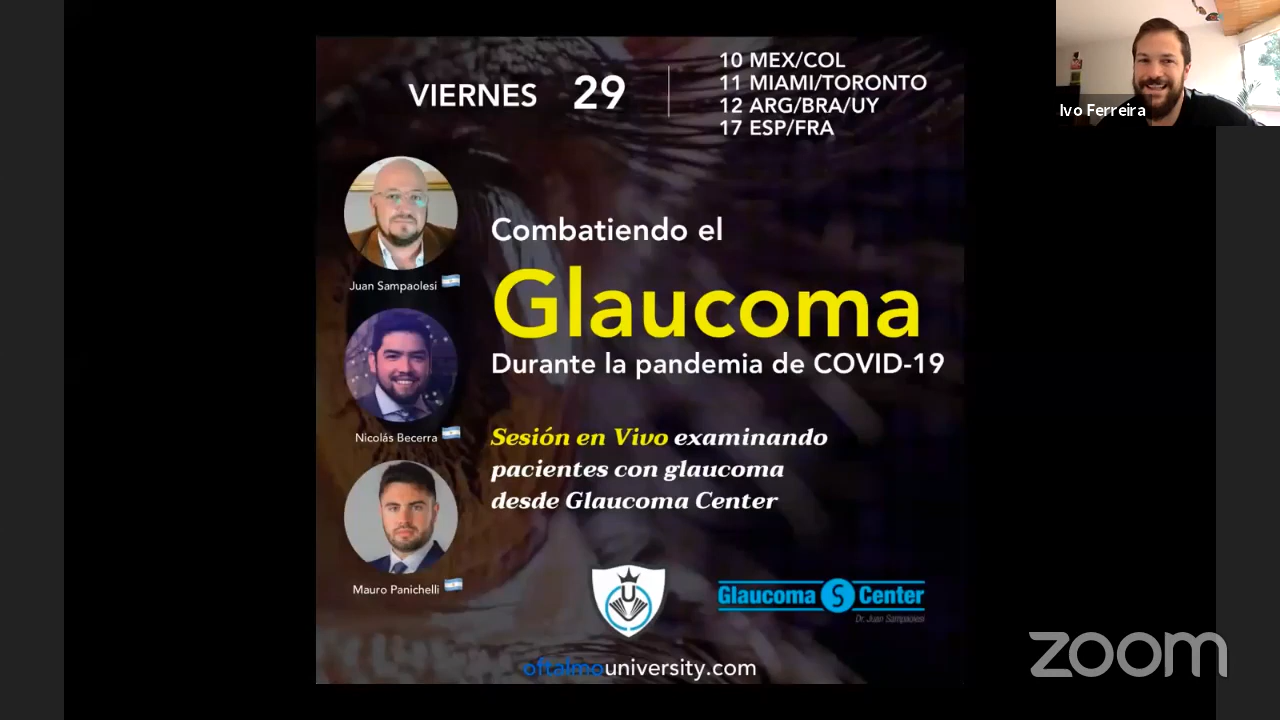 VIERNES 29
10 MEX/COL
11 MIAMI/TORONTO
12 ARG/BRA/UY
17 ESP/FRA
Ivo Ferreira
Juan Sampaolesi
Nicolás Becerra
Mauro Panichelli
Combatiendo el
Glaucoma
Durante la pandemia de COVID-19
Sesión en Vivo examinando
pacientes con glaucoma
desde Glaucoma Center
U
Glaucoma S Center
Dr. Juan Sampaolesi
oftalmouniversity.com
zoom